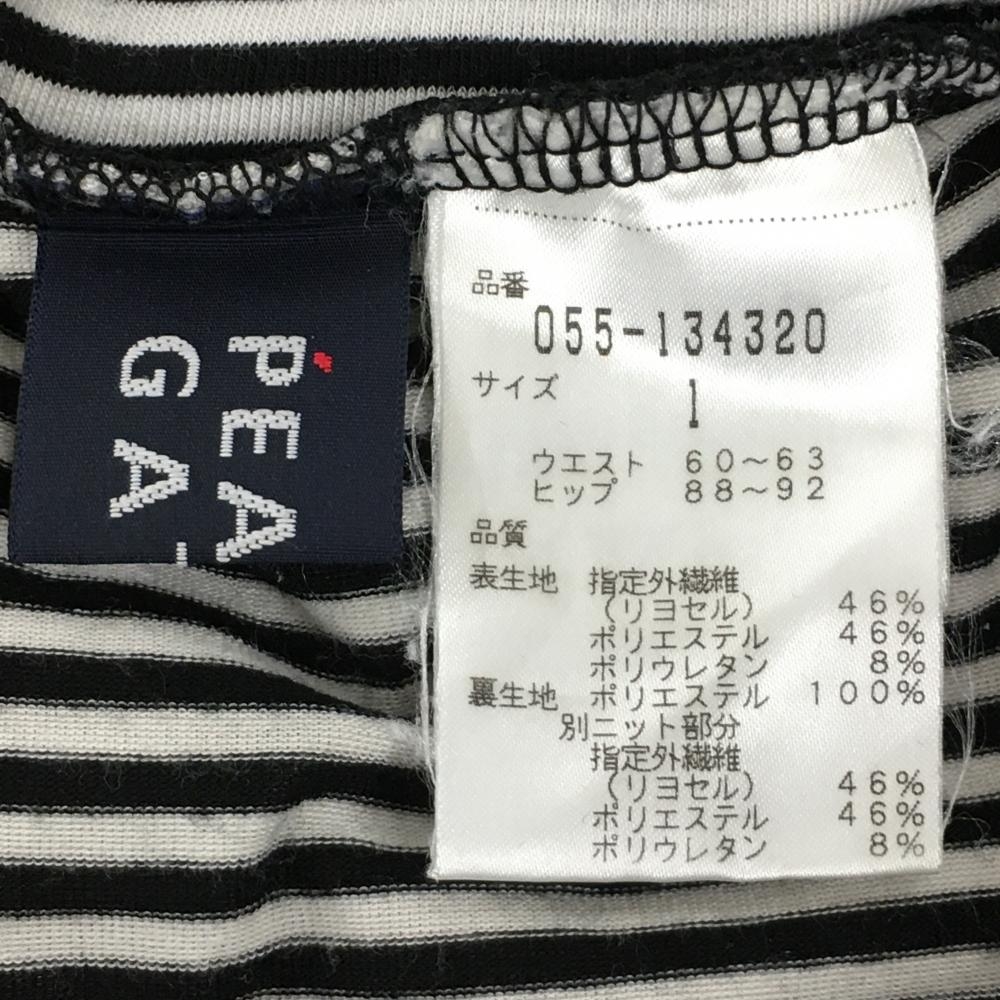 PEA
GA
品番
055-134320
サイズ 1
ウエスト 60〜63
ヒップ 88〜92
品質
表生地 指定外繊維
(リヨセル) 46%
ポリエステル 46%
ポリウレタン 8%
裏生地 ポリエステル 100%
別ニット部分
指定外繊維
(リヨセル) 46%
ポリエステル 46%
ポリウレタン 8%